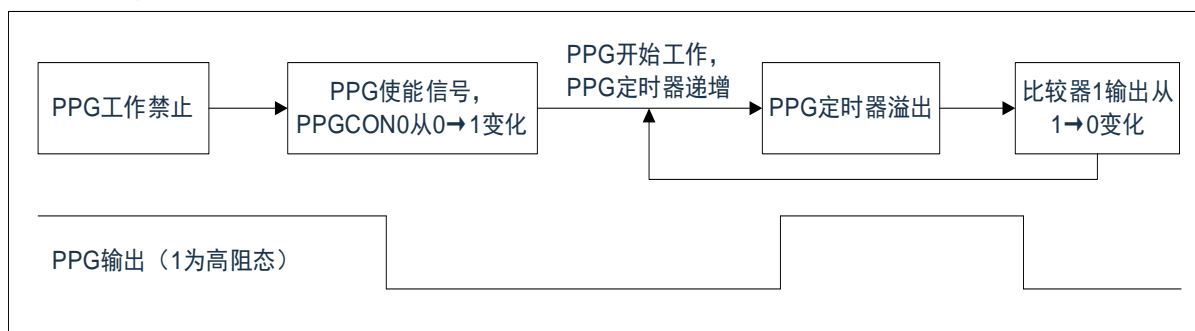 PPG工作禁止
PPG使能信号，
PPGCON0从0→1变化
PPG开始工作，
PPG定时器递增
PPG定时器溢出
比较器1输出从
1→0变化
PPG输出（1为高阻态）